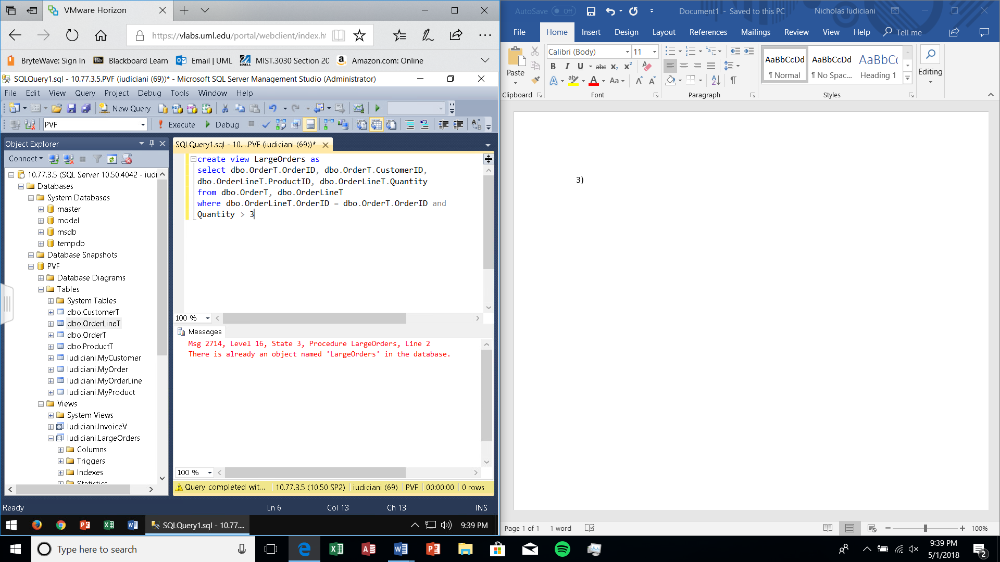 VMware Horizon
https://vlabs.uml.edu/portal/webclient/index.ht
BryteWave: Sign In
Bb Blackboard Learn
Email | UML
MIST.3030 Section 20
Amazon.com: Online
SQLQuery1.sql - 10.77.3.5.PVF (iudiciani (69))* - Microsoft SQL Server Management Studio (Administrator)
File Edit View Query Project Debug Tools Window Help
New Query
PVF
Execute
Debug
Object Explorer
Connect
10.77.3.5 (SQL Server 10.50.4042 - iudi
Databases
System Databases
master
model
msdb
tempdb
Database Snapshots
PVF
Database Diagrams
Tables
System Tables
dbo.CustomerT
dbo.OrderLineT
dbo.OrderT
dbo.ProductT
Iudiciani.MyCustomer
Iudiciani.MyOrder
Iudiciani.MyOrderLine
Iudiciani.MyProduct
Views
System Views
Iudiciani.InvoiceV
Iudiciani.LargeOrders
Columns
Triggers
Indexes
Statistics
SQLQuery1.sql - 10....PVF (iudiciani (69))*
create view LargeOrders as
select dbo.OrderT.OrderID, dbo.OrderT.CustomerID,
dbo.OrderLineT.ProductID, dbo.OrderLineT.Quantity
from dbo.OrderT, dbo.OrderLineT
where dbo.OrderLineT.OrderID = dbo.OrderT.OrderID and
Quantity > 3
100 %
Messages
Msg 2714, Level 16, State 3, Procedure LargeOrders, Line 2
There is already an object named 'LargeOrders' in the database.
100 %
Query completed wit... 10.77.3.5 (10.50 SP2) iudiciani (69) PVF 00:00:00 0 rows
Ready Ln 6 Col 13 Ch 13 INS
SQLQuery1.sql - 10.77....
9:39 PM
AutoSave Off
Document1 - Saved to this PC
Nicholas Iudiciani
File Home Insert Design Layout References Mailings Review View Help Tell me
Paste
Calibri (Body) 11
B I U abc x₂ x²
A A Aa A A
AaBbCcDd AaBbCcDd AaBbCc
¶ Normal ¶ No Spac... Heading 1
Editing
Clipboard Font Paragraph Styles
3)
Page 1 of 1 1 word
100%
Type here to search
9:39 PM
5/1/2018
2